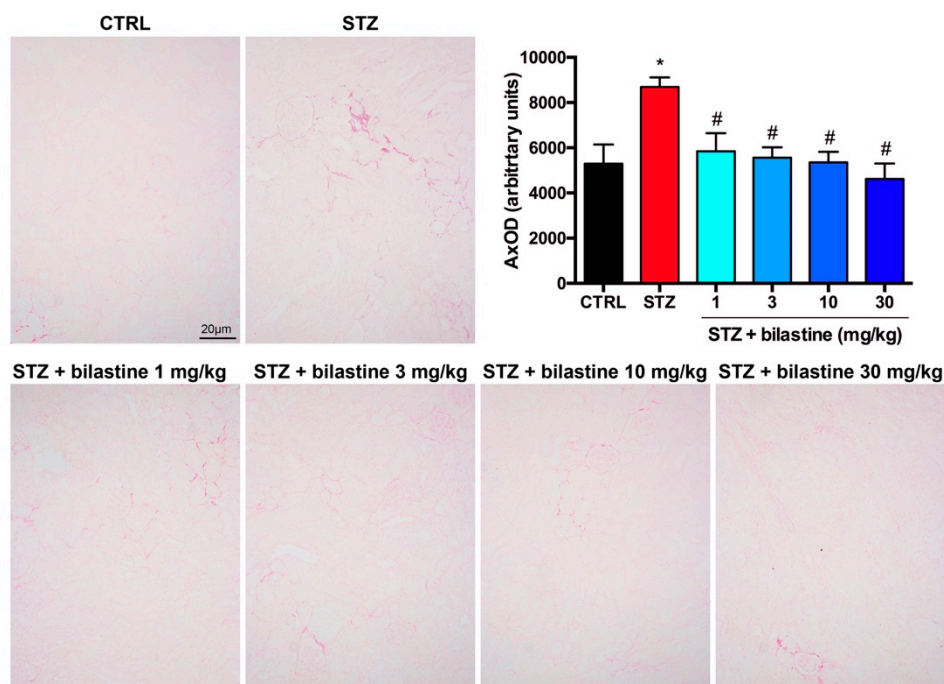 CTRL
STZ
20µm
10000
8000
6000
4000
2000
0
AxOD (arbitrtary units)
*
#
#
#
#
CTRL
STZ
1
3
10
30
STZ + bilastine (mg/kg)
STZ + bilastine 1 mg/kg
STZ + bilastine 3 mg/kg
STZ + bilastine 10 mg/kg
STZ + bilastine 30 mg/kg